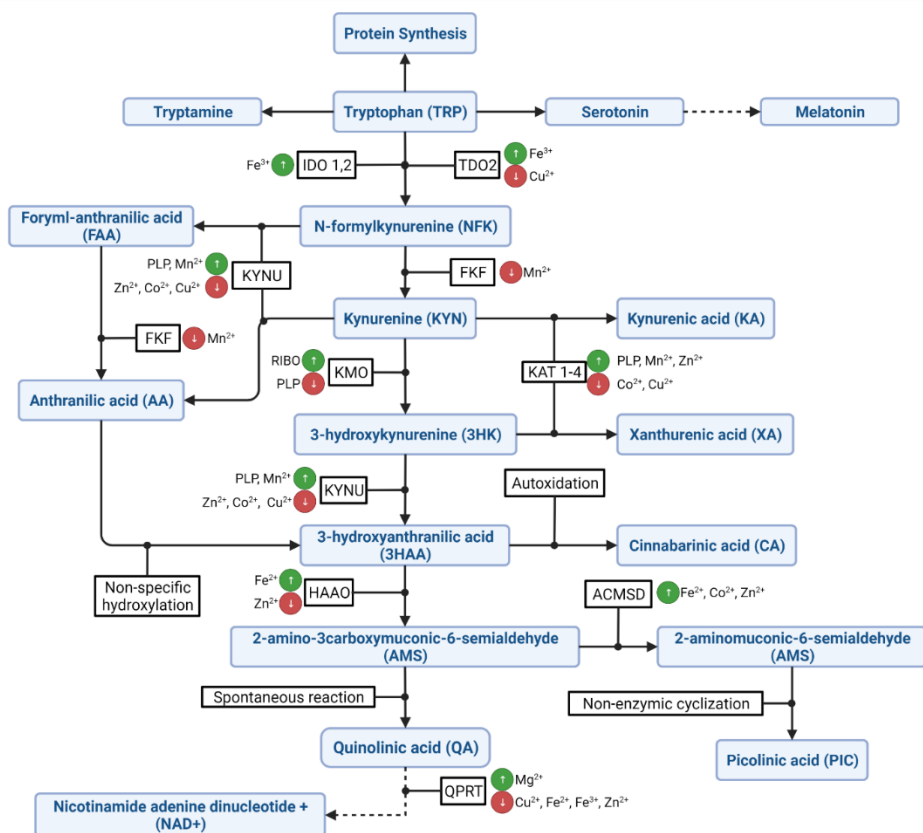 Protein Synthesis
Tryptamine
Tryptophan (TRP)
Serotonin
Melatonin
Fe³⁺ ↑ IDO 1,2
TDO2 ↑ Fe³⁺
↓ Cu²⁺
Foryml-anthranilic acid
(FAA)
N-formylkynurenine (NFK)
PLP, Mn²⁺ ↑
Zn²⁺, Co²⁺, Cu²⁺ ↓
KYNU
FKF ↓ Mn²⁺
Kynurenine (KYN)
Kynurenic acid (KA)
FKF ↓ Mn²⁺
RIBO ↑
PLP ↓
KMO
KAT 1-4
↑ PLP, Mn²⁺, Zn²⁺
↓ Co²⁺, Cu²⁺
Anthranilic acid (AA)
3-hydroxykynurenine (3HK)
Xanthurenic acid (XA)
PLP, Mn²⁺ ↑
Zn²⁺, Co²⁺, Cu²⁺ ↓
KYNU
Autoxidation
3-hydroxyanthranilic acid
(3HAA)
Cinnabarinic acid (CA)
Non-specific
hydroxylation
Fe²⁺ ↑
Zn²⁺ ↓
HAAO
ACMSD ↑ Fe²⁺, Co²⁺, Zn²⁺
2-amino-3carboxymuconic-6-semialdehyde
(AMS)
2-aminomuconic-6-semialdehyde
(AMS)
Spontaneous reaction
Non-enzymic cyclization
Quinolinic acid (QA)
Picolinic acid (PIC)
QPRT
↑ Mg²⁺
↓ Cu²⁺, Fe²⁺, Fe³⁺, Zn²⁺
Nicotinamide adenine dinucleotide +
(NAD+)